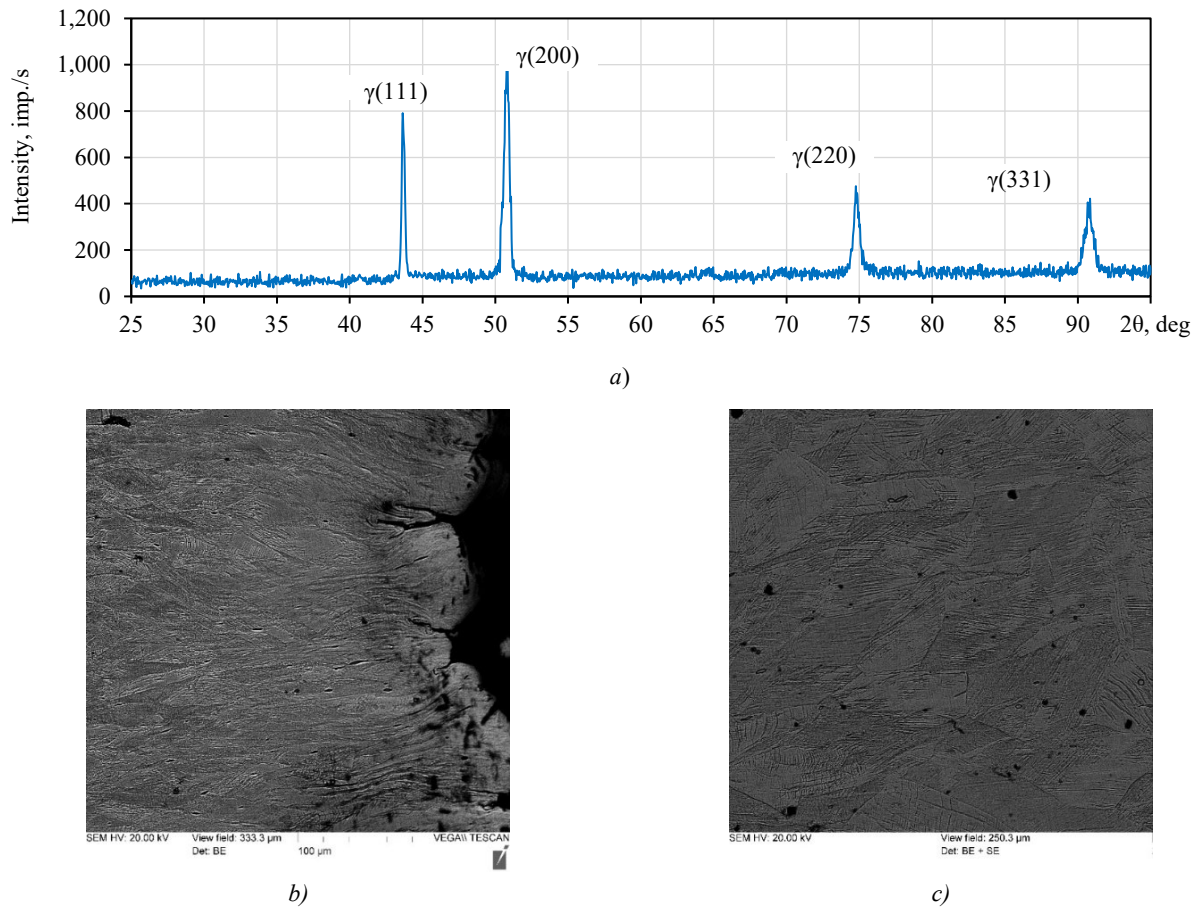 1,200
1,000
800
600
400
200
0
Intensity, imp./s
γ(111)
γ(200)
γ(220)
γ(331)
25 30 35 40 45 50 55 60 65 70 75 80 85 90 2θ, deg
a)
SEM HV: 20.00 kV View field: 333.3 µm VEGA\\ TESCAN
Det: BE 100 µm
b)
SEM HV: 20.00 kV View field: 250.3 µm
Det: BE + SE
c)